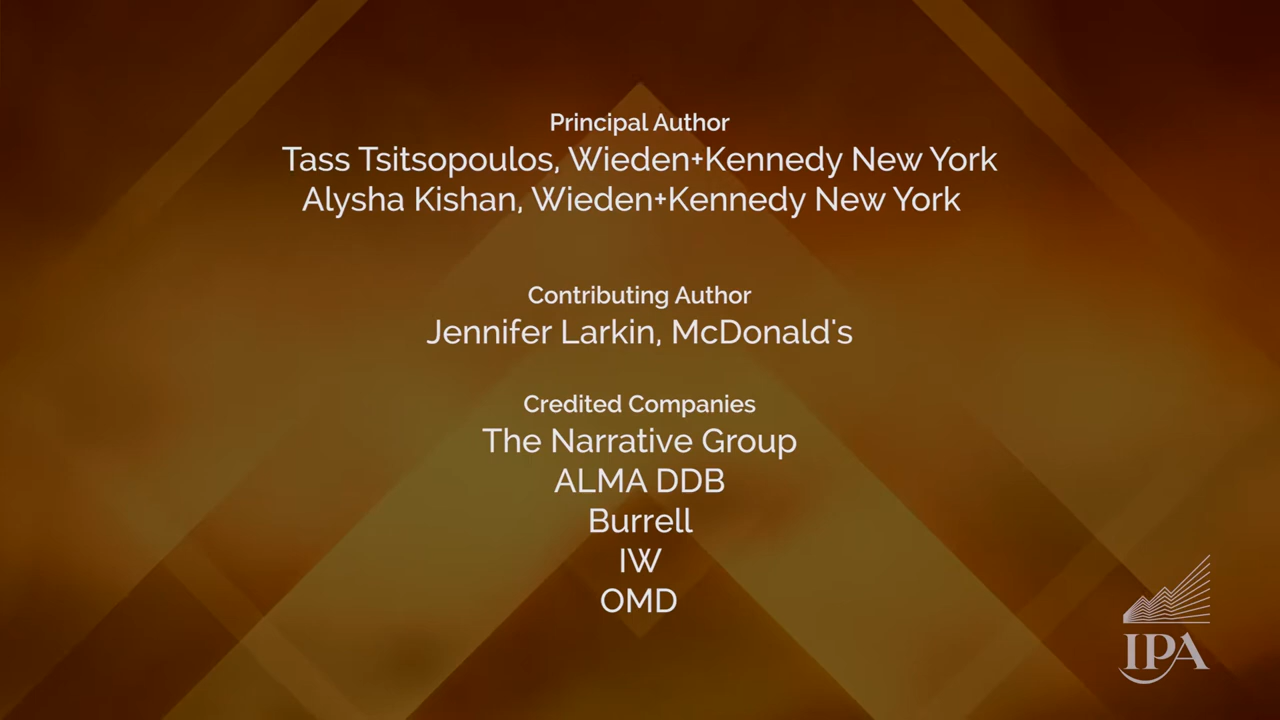 Principal Author
Tass Tsitsopoulos, Wieden+Kennedy New York
Alysha Kishan, Wieden+Kennedy New York
Contributing Author
Jennifer Larkin, McDonald's
Credited Companies
The Narrative Group
ALMA DDB
Burrell
IW
OMD
IPA